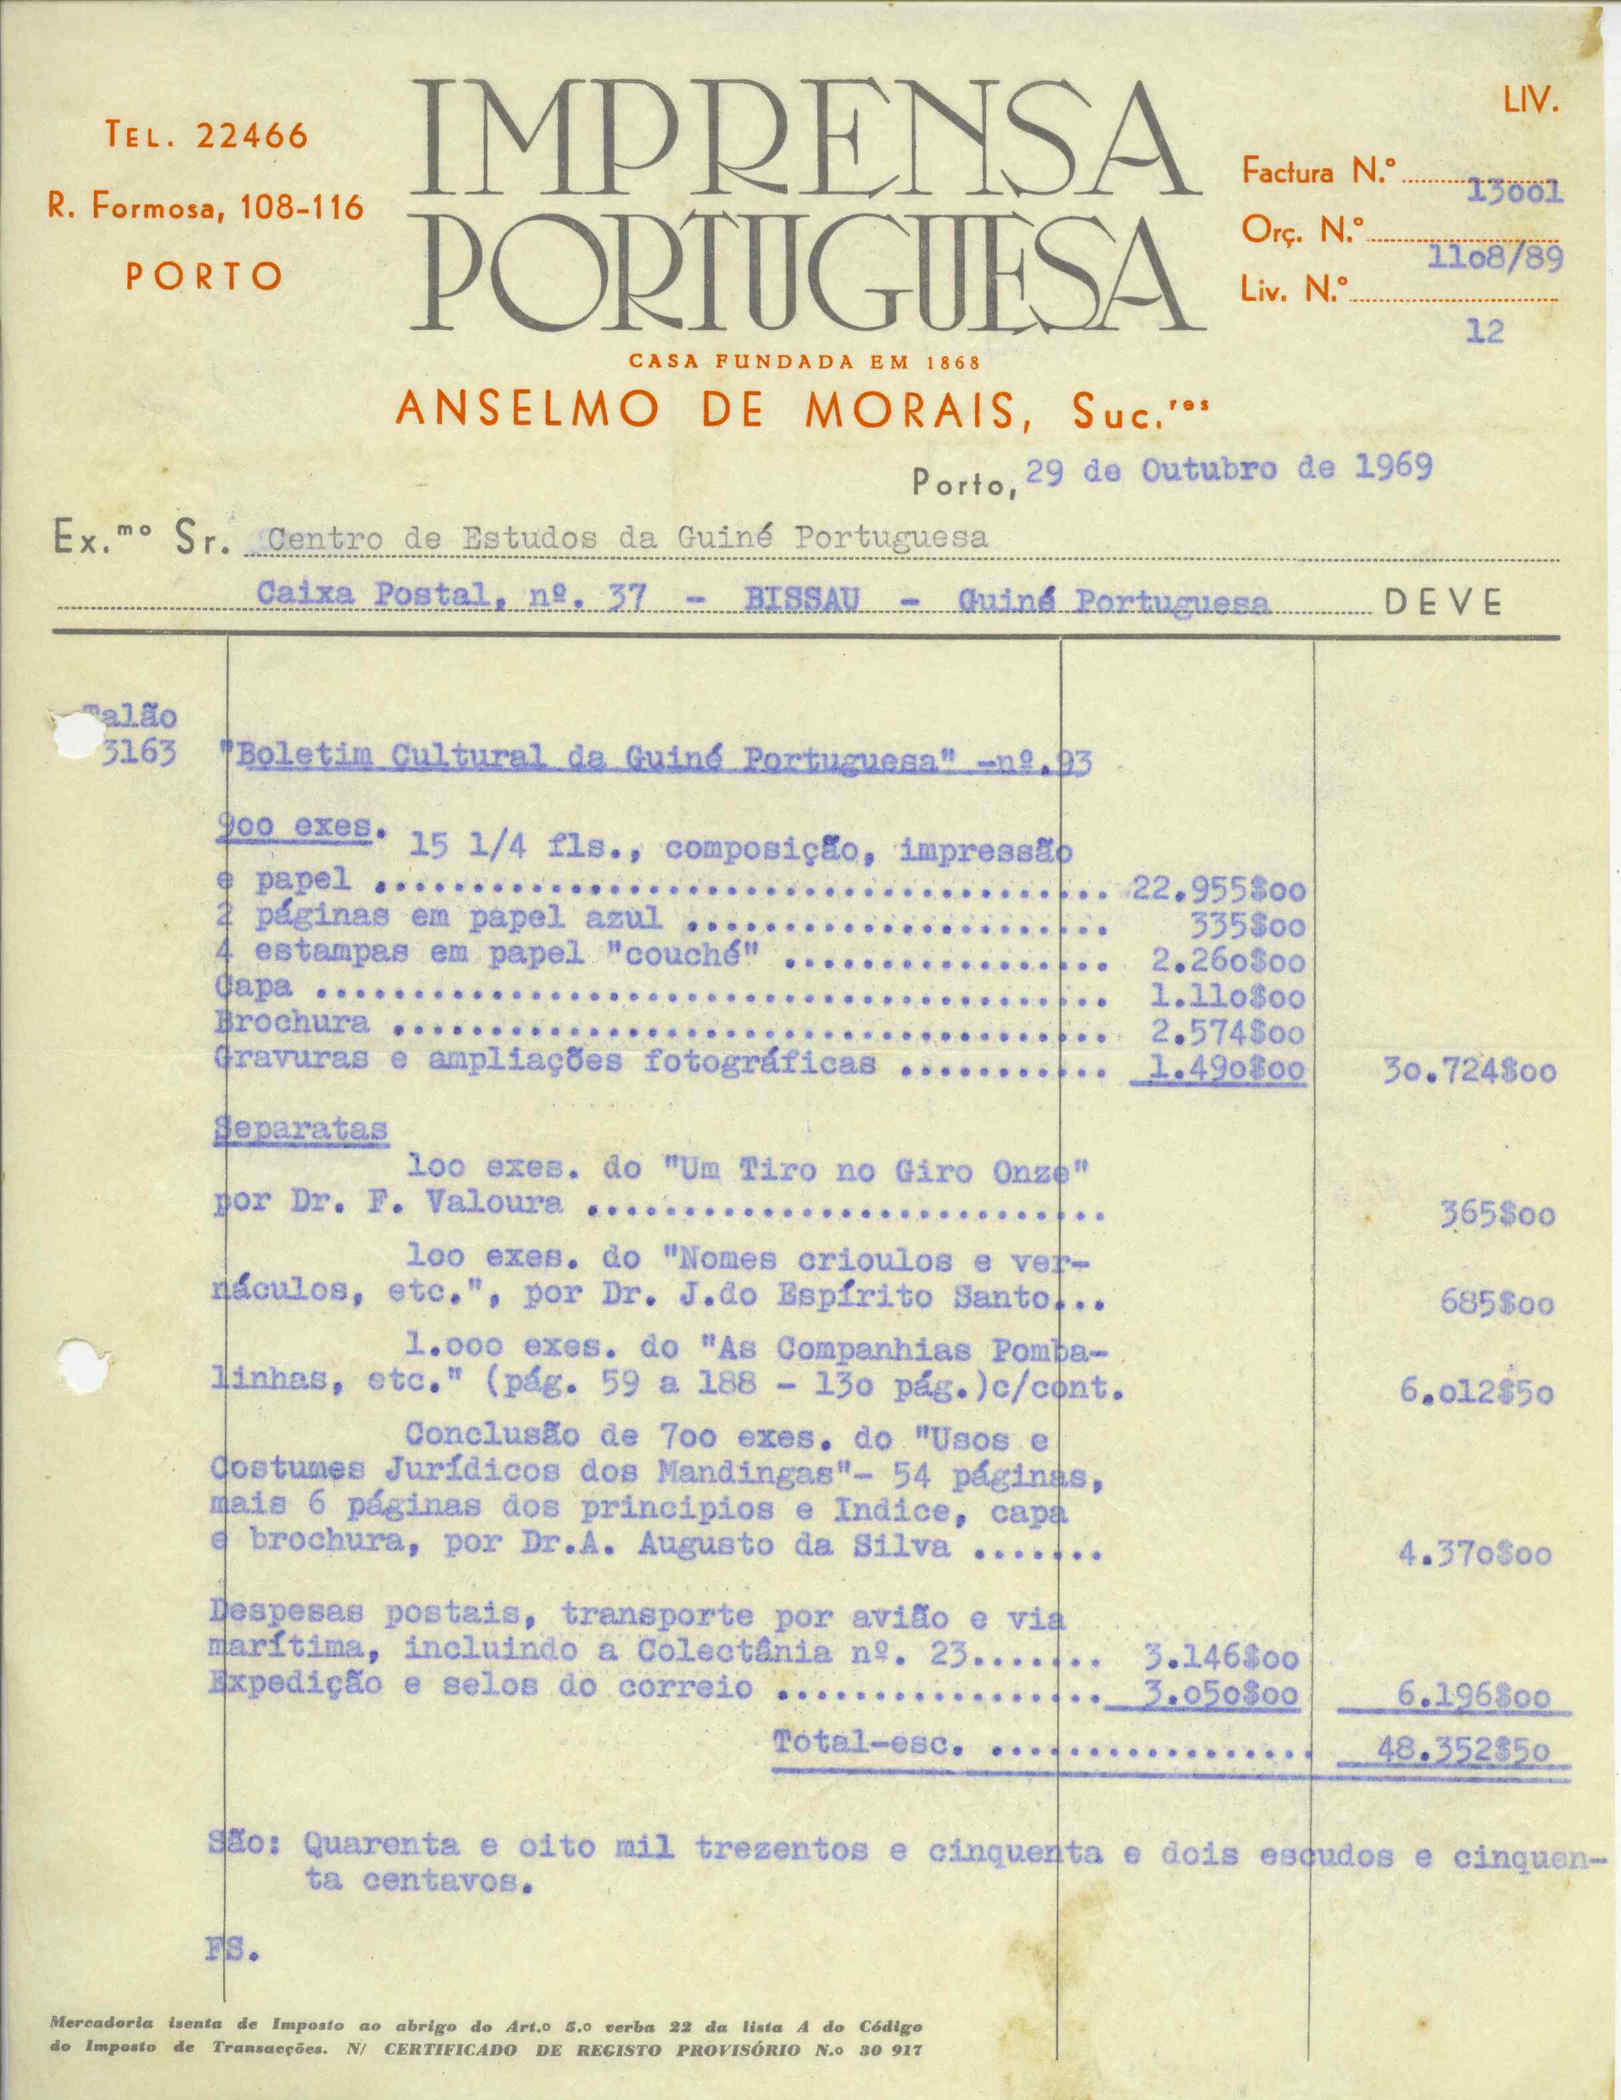 LIV.
TEL. 22466
R. Formosa, 108-116
PORTO
IMPRENSA
PORTUGUESA
CASA FUNDADA EM 1868
ANSELMO DE MORAIS, Suc.res
Factura N.º 13001
Orç. N.º 1108/89
Liv. N.º 12
Porto, 29 de Outubro de 1969
Ex.mo Sr. Centro de Estudos da Guiné Portuguesa
Caixa Postal, nº. 37 - BISSAU - Guiné Portuguesa DEVE
Talão
3163 "Boletim Cultural da Guiné Portuguesa" -nº.93
900 exes. 15 1/4 fls., composição, impressão
e papel ...................................... 22.955$00
2 páginas em papel azul ...................... 335$00
4 estampas em papel "couché" ................. 2.260$00
Capa ......................................... 1.110$00
Brochura ..................................... 2.574$00
Gravuras e ampliações fotográficas ........... 1.490$00 30.724$00
Separatas
100 exes. do "Um Tiro no Giro Onze"
por Dr. F. Valoura ........................... 365$00
100 exes. do "Nomes crioulos e ver-
náculos, etc.", por Dr. J.do Espírito Santo... 685$00
1.000 exes. do "As Companhias Pomba-
linhas, etc." (pág. 59 a 188 - 130 pág.)c/cont. 6.012$50
Conclusão de 700 exes. do "Usos e
Costumes Jurídicos dos Mandingas"- 54 páginas,
mais 6 páginas dos principios e Indice, capa
e brochura, por Dr.A. Augusto da Silva ....... 4.370$00
Despesas postais, transporte por avião e via
marítima, incluindo a Colectânia nº. 23....... 3.146$00
Expedição e selos do correio ................. 3.050$00 6.196$00
Total-esc. ................. 48.352$50
São: Quarenta e oito mil trezentos e cinquenta e dois escudos e cinquen-
ta centavos.
FS.
Mercadoria isenta de Imposto ao abrigo do Art.o 5.o verba 22 da lista A do Código
do Imposto de Transacções. N/ CERTIFICADO DE REGISTO PROVISÓRIO N.o 30 917